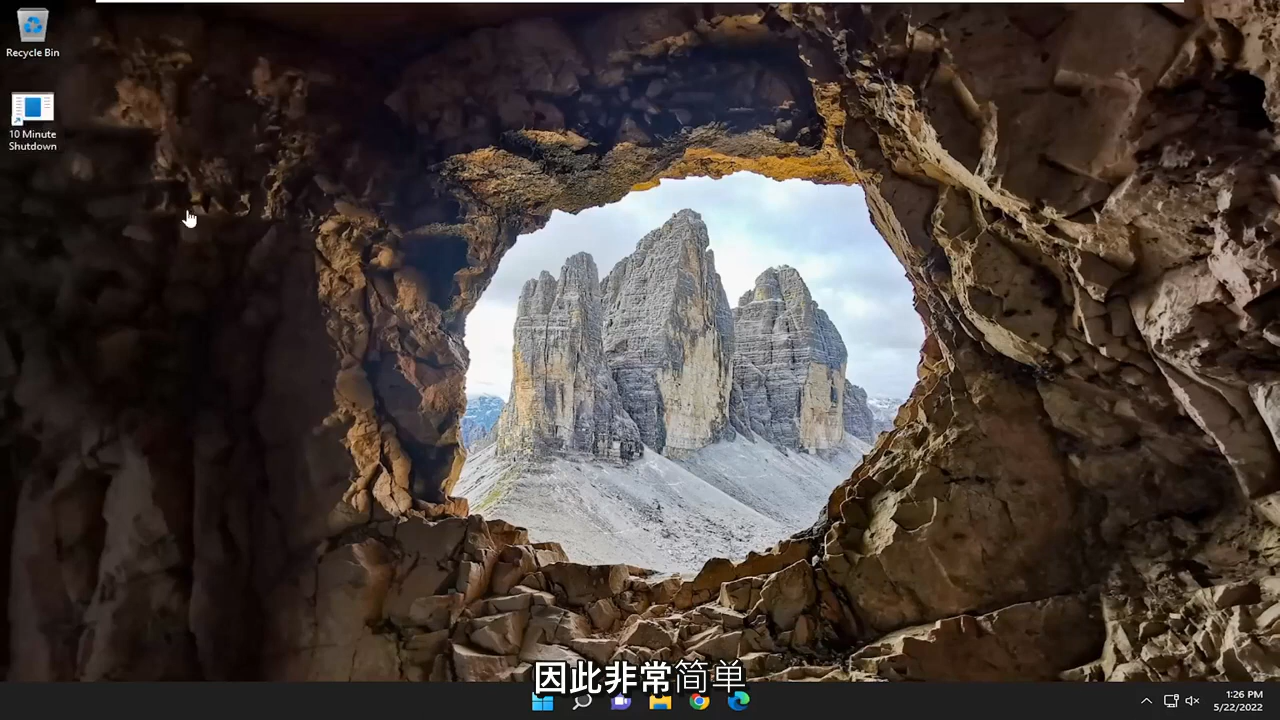 Recycle Bin
10 Minute
Shutdown
因此非常简单
1:26 PM
5/22/2022